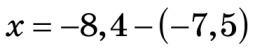 x = −8,4 − (−7,5)